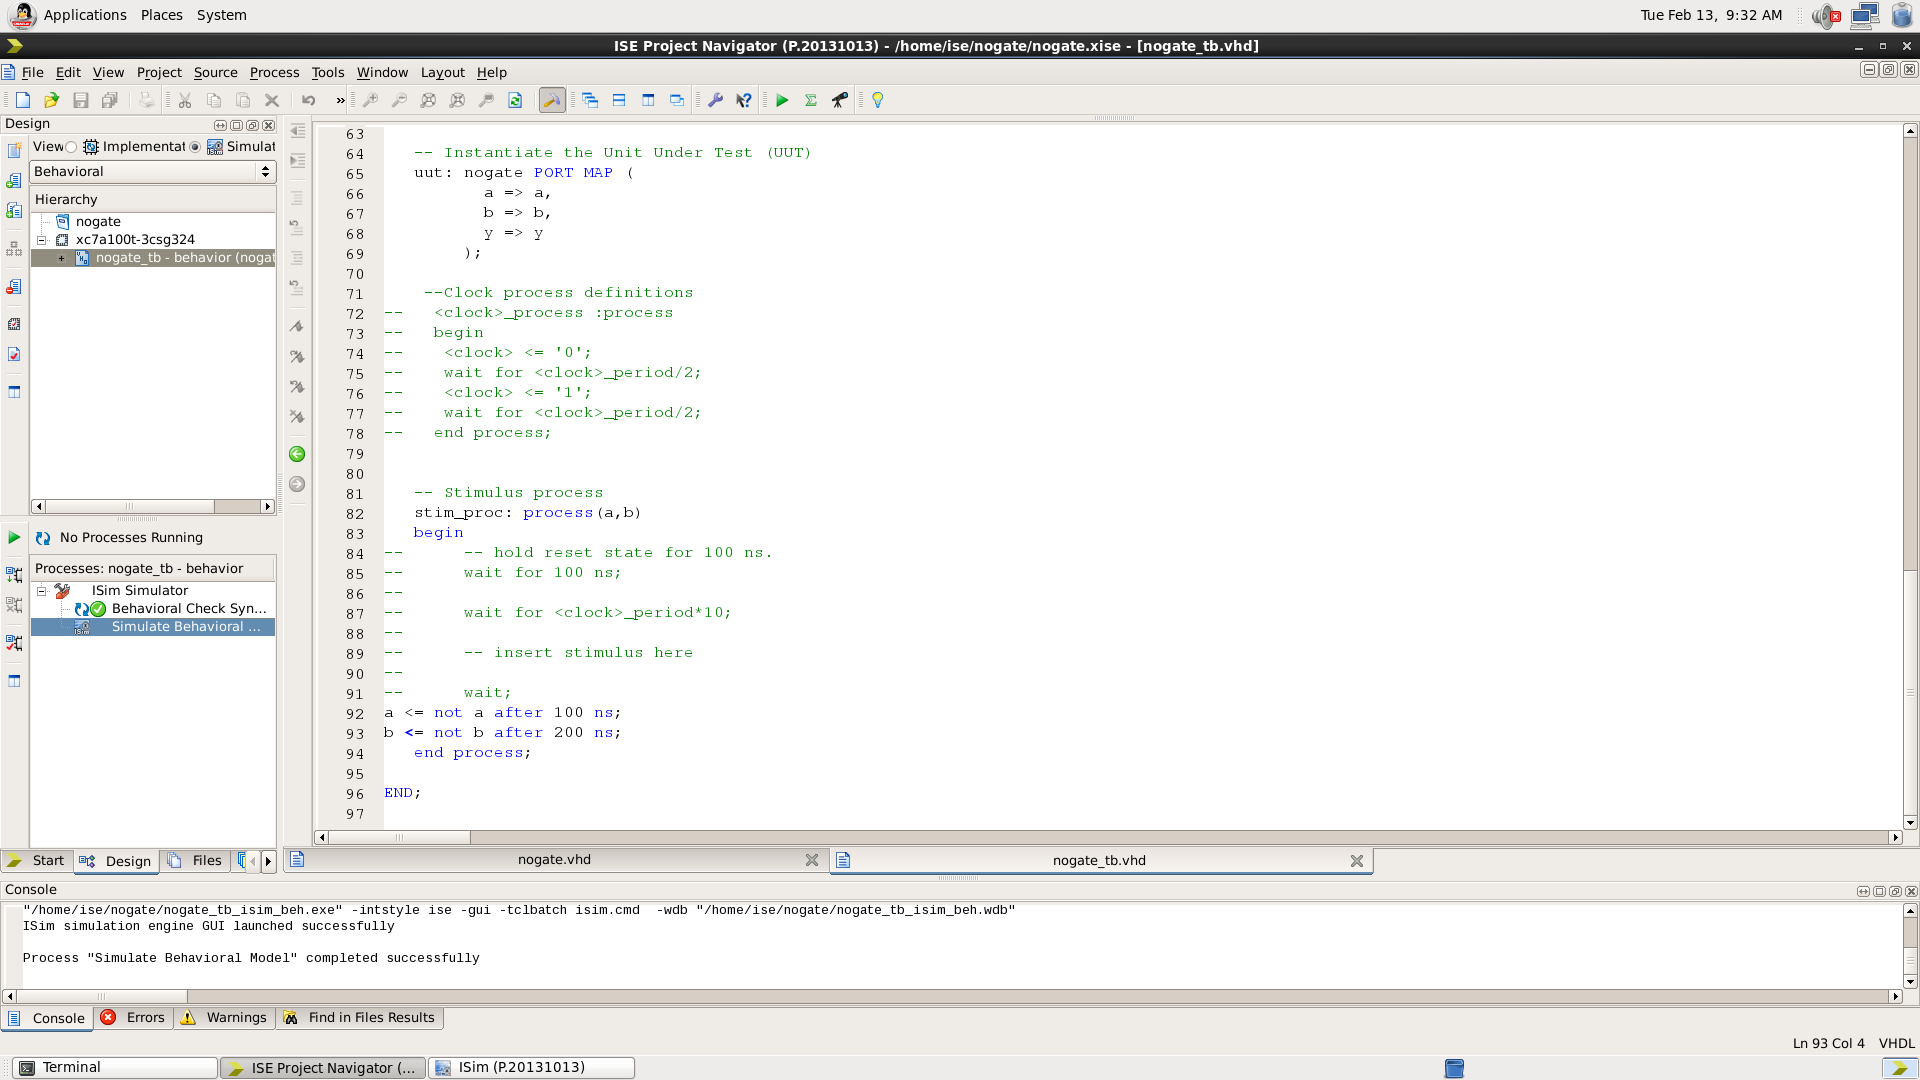 Applications Places System
Tue Feb 13, 9:32 AM
ISE Project Navigator (P.20131013) - /home/ise/nogate/nogate.xise - [nogate_tb.vhd]
File Edit View Project Source Process Tools Window Layout Help
»
Design
View Implementat Simulat
Behavioral
Hierarchy
nogate
xc7a100t-3csg324
nogate_tb - behavior (nogat
No Processes Running
Processes: nogate_tb - behavior
ISim Simulator
Behavioral Check Syn...
Simulate Behavioral ...
Start Design Files
63
64 -- Instantiate the Unit Under Test (UUT)
65 uut: nogate PORT MAP (
66 a => a,
67 b => b,
68 y => y
69 );
70
71 --Clock process definitions
72 -- <clock>_process :process
73 -- begin
74 -- <clock> <= '0';
75 -- wait for <clock>_period/2;
76 -- <clock> <= '1';
77 -- wait for <clock>_period/2;
78 -- end process;
79
80
81 -- Stimulus process
82 stim_proc: process(a,b)
83 begin
84 -- -- hold reset state for 100 ns.
85 -- wait for 100 ns;
86 --
87 -- wait for <clock>_period*10;
88 --
89 -- -- insert stimulus here
90 --
91 -- wait;
92 a <= not a after 100 ns;
93 b <= not b after 200 ns;
94 end process;
95
96 END;
97
nogate.vhd nogate_tb.vhd
Console
"/home/ise/nogate/nogate_tb_isim_beh.exe" -intstyle ise -gui -tclbatch isim.cmd -wdb "/home/ise/nogate/nogate_tb_isim_beh.wdb"
ISim simulation engine GUI launched successfully
Process "Simulate Behavioral Model" completed successfully
Console Errors Warnings Find in Files Results
Ln 93 Col 4 VHDL
Terminal ISE Project Navigator (... ISim (P.20131013)